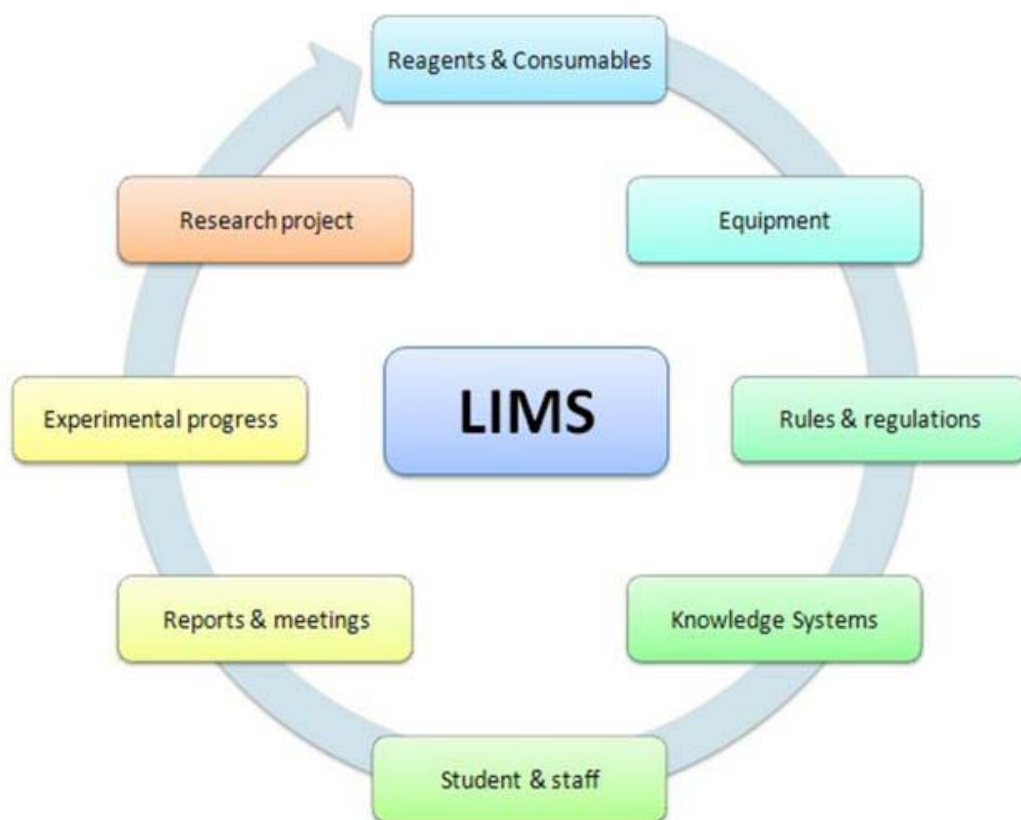 Reagents & Consumables
Research project
Equipment
Experimental progress
LIMS
Rules & regulations
Reports & meetings
Knowledge Systems
Student & staff